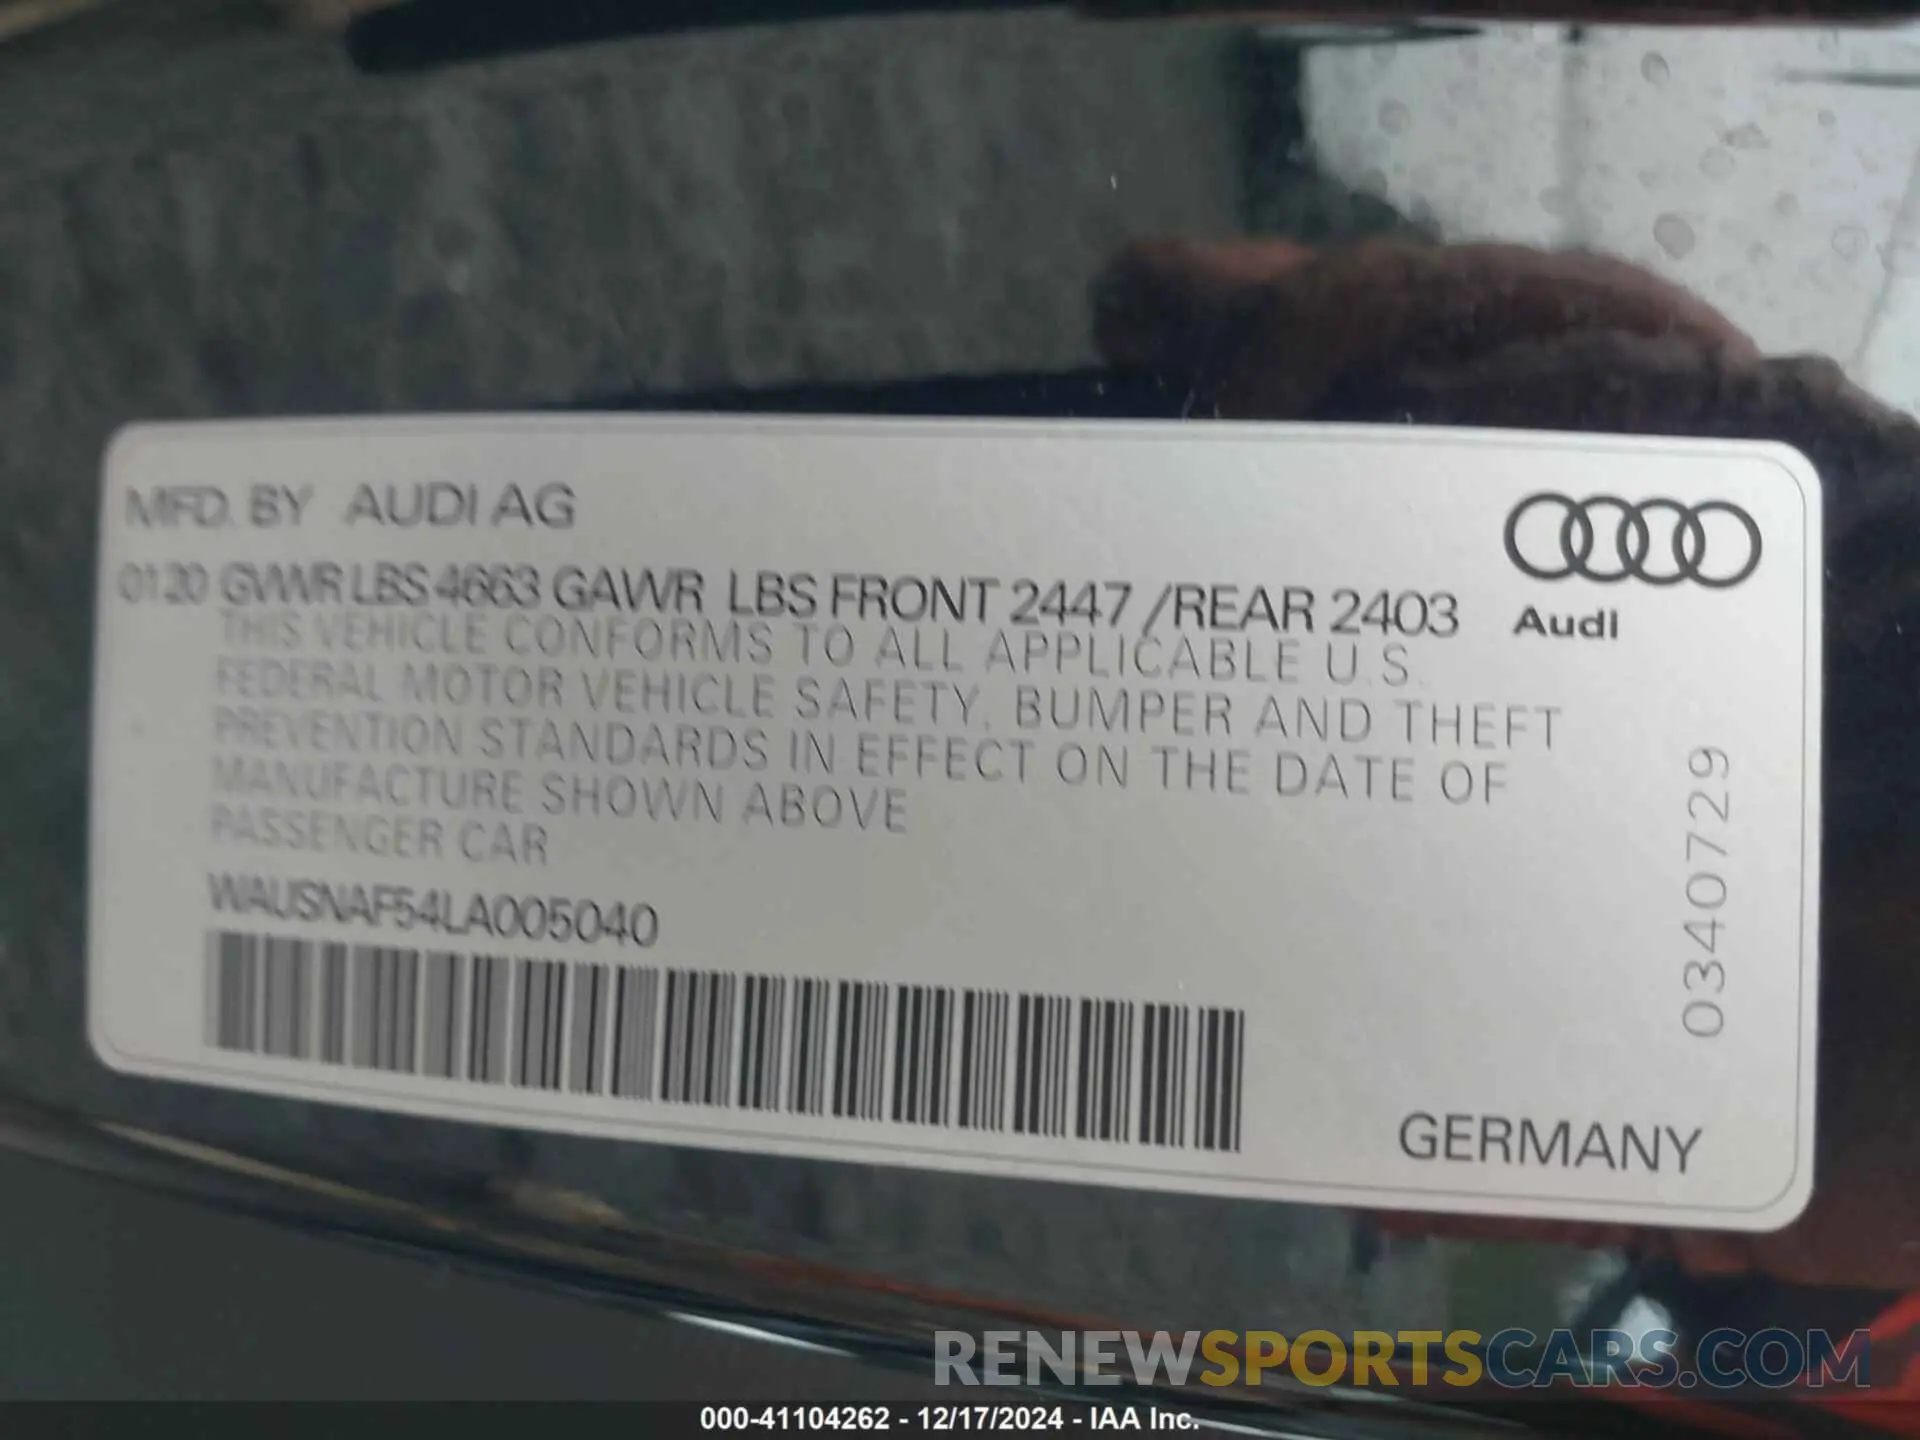 MFD. BY AUDI AG
0120 GVWR LBS 4663 GAWR LBS FRONT 2447 /REAR 2403
THIS VEHICLE CONFORMS TO ALL APPLICABLE U.S.
FEDERAL MOTOR VEHICLE SAFETY, BUMPER AND THEFT
PREVENTION STANDARDS IN EFFECT ON THE DATE OF
MANUFACTURE SHOWN ABOVE
PASSENGER CAR
WAUSNAF54LA005040
Audi
0340729
GERMANY
RENEWSPORTSCARS.COM
000-41104262 - 12/17/2024 - IAA Inc.